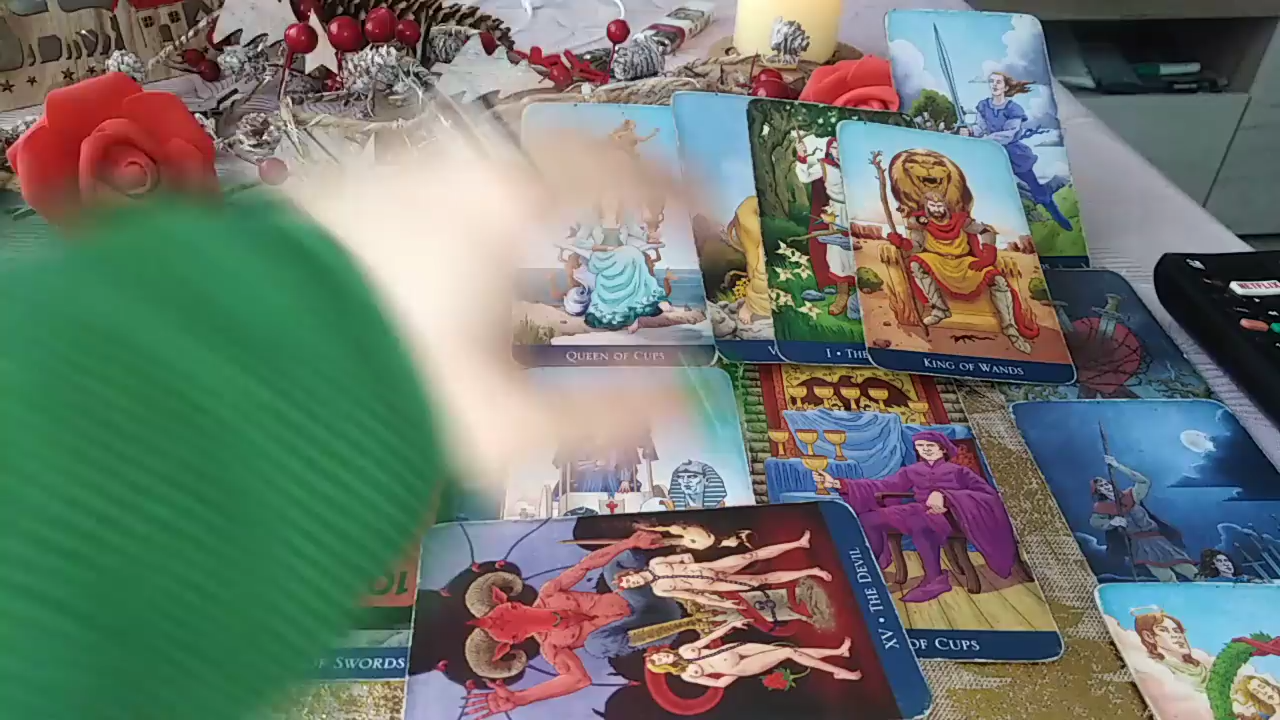 QUEEN OF CUPS
V
I • THE
KING OF WANDS
NETFLIX
XV • THE DEVIL
OF CUPS
OF SWORDS